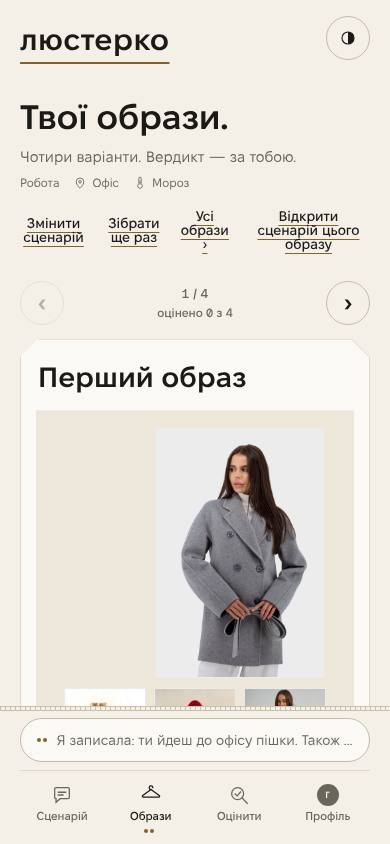 люстерко
Твої образи.
Чотири варіанти. Вердикт — за тобою.
Робота Офіс Мороз
Змінити
сценарій
Зібрати
ще раз
Усі
образи
›
Відкрити
сценарій цього
образу
‹
1 / 4
оцінено 0 з 4
›
Перший образ
Я записала: ти йдеш до офісу пішки. Також ...
Сценарій
Образи
Оцінити
г
Профіль